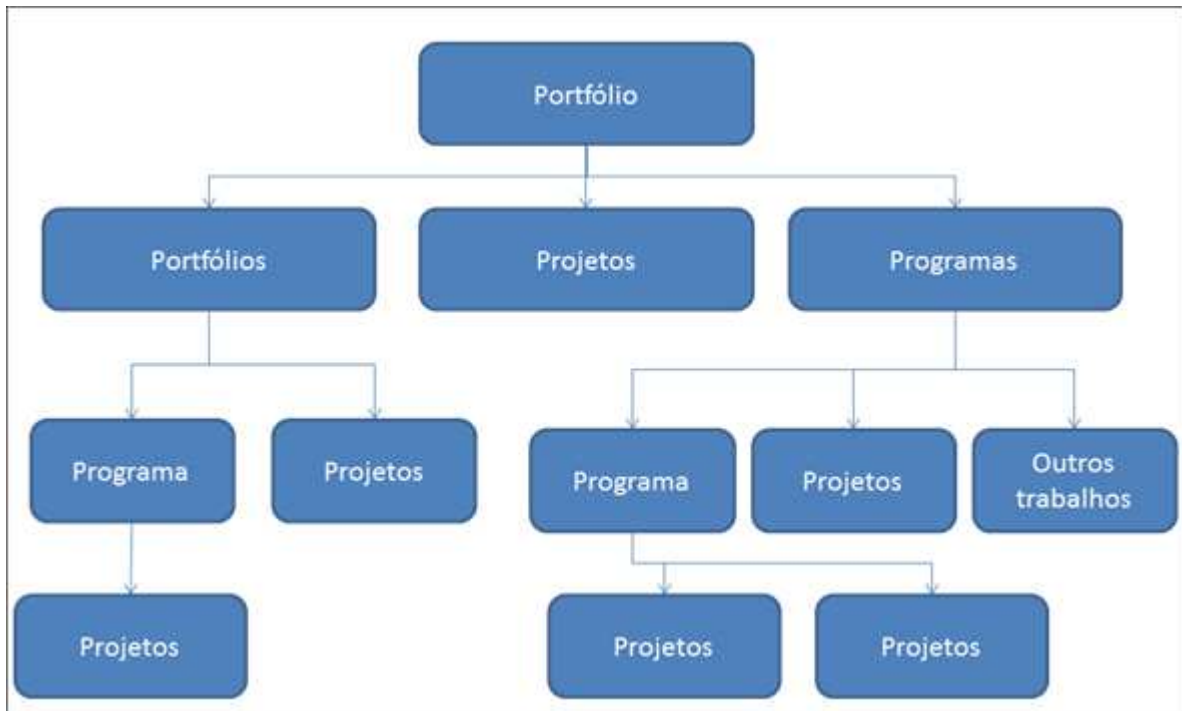 Portfólio
Portfólios
Projetos
Programas
Programa
Projetos
Programa
Projetos
Outros
trabalhos
Projetos
Projetos
Projetos